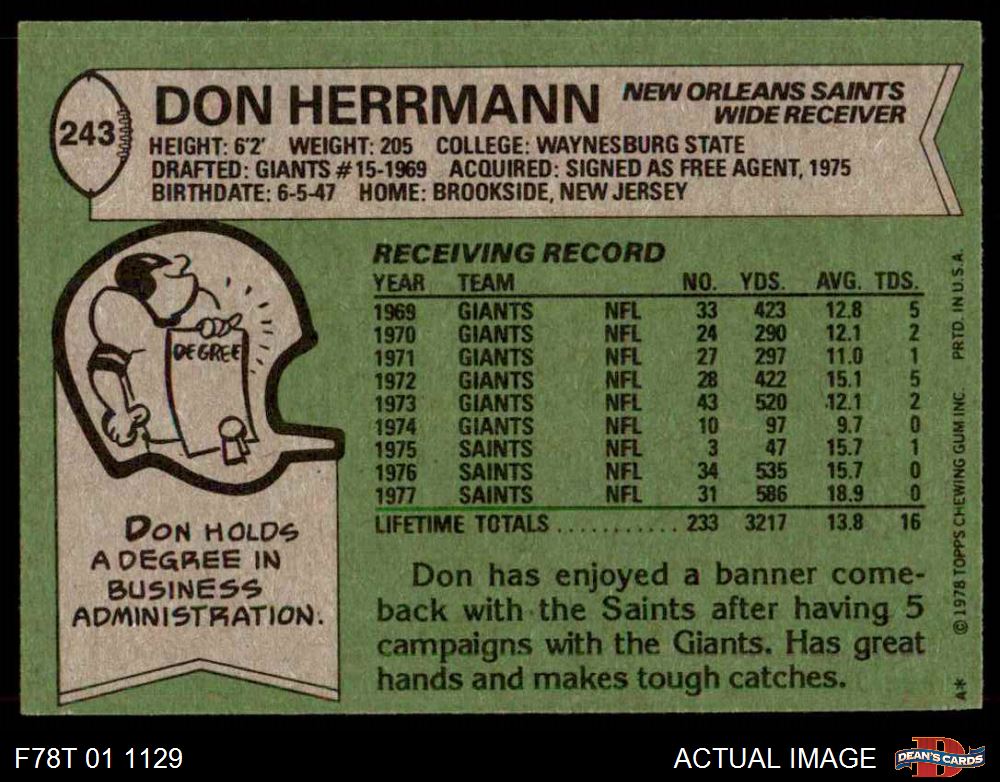 243
DON HERRMANN
NEW ORLEANS SAINTS
WIDE RECEIVER
HEIGHT: 6'2' WEIGHT: 205 COLLEGE: WAYNESBURG STATE
DRAFTED: GIANTS #15-1969 ACQUIRED: SIGNED AS FREE AGENT, 1975
BIRTHDATE: 6-5-47 HOME: BROOKSIDE, NEW JERSEY
DEGREE
DON HOLDS
A DEGREE IN
BUSINESS
ADMINISTRATION.
RECEIVING RECORD
YEAR TEAM NO. YDS. AVG. TDS.
1969 GIANTS NFL 33 423 12.8 5
1970 GIANTS NFL 24 290 12.1 2
1971 GIANTS NFL 27 297 11.0 1
1972 GIANTS NFL 28 422 15.1 5
1973 GIANTS NFL 43 520 12.1 2
1974 GIANTS NFL 10 97 9.7 0
1975 SAINTS NFL 3 47 15.7 1
1976 SAINTS NFL 34 535 15.7 0
1977 SAINTS NFL 31 586 18.9 0
LIFETIME TOTALS .......... 233 3217 13.8 16
Don has enjoyed a banner come-
back with the Saints after having 5
campaigns with the Giants. Has great
hands and makes tough catches.
A* © 1978 TOPPS CHEWING GUM INC. PRTD. IN U.S.A.
F78T 01 1129
ACTUAL IMAGE
D
DEAN'S CARDS